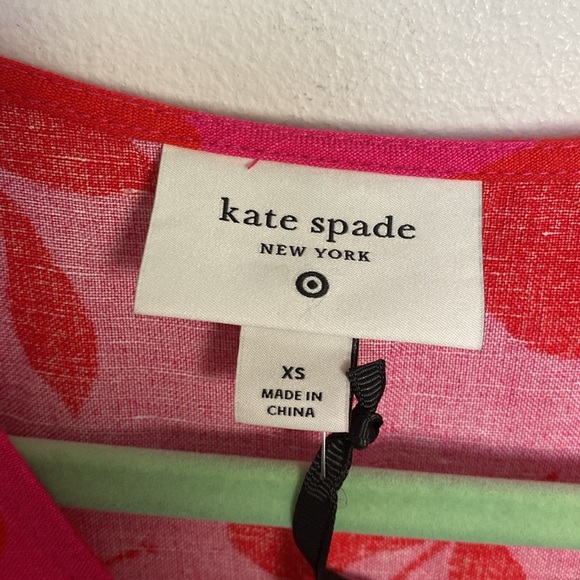 kate spade
NEW YORK
XS
MADE IN
CHINA